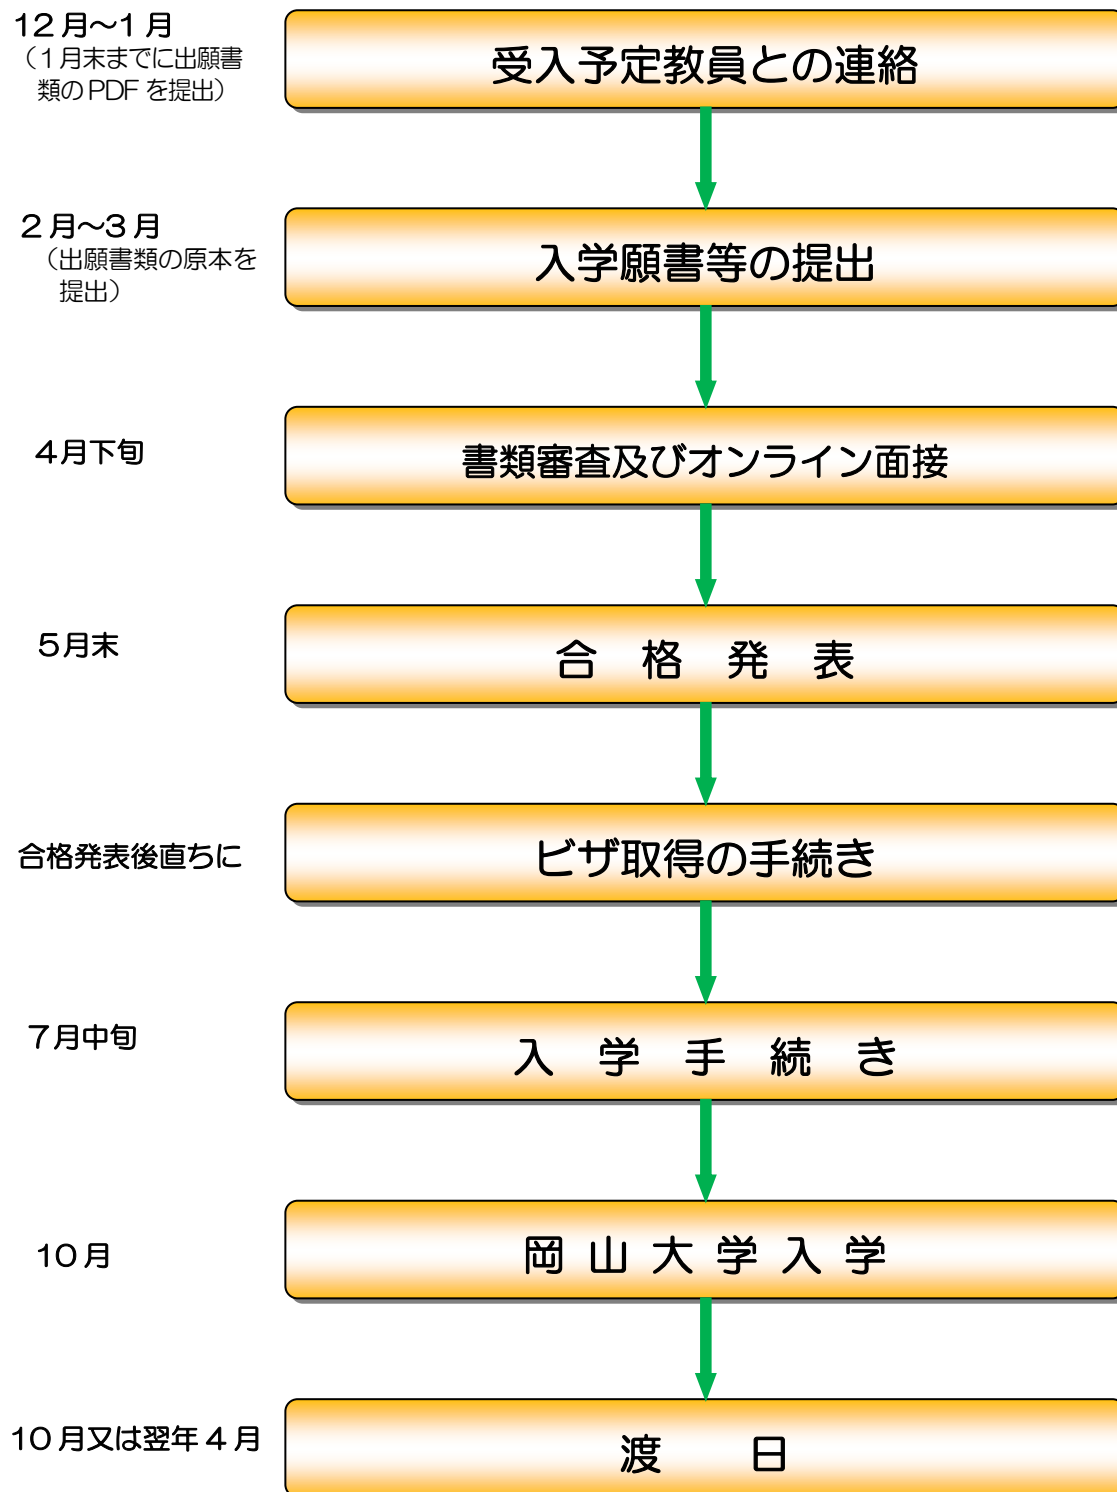 12月~1月
（1月末までに出願書
類のPDFを提出）
受入予定教員との連絡
2月~3月
（出願書類の原本を
提出）
入学願書等の提出
4月下旬
書類審査及びオンライン面接
5月末
合　格　発　表
合格発表後直ちに
ビザ取得の手続き
7月中旬
入　学　手　続　き
10月
岡 山 大 学 入 学
10月又は翌年4月
渡　　日